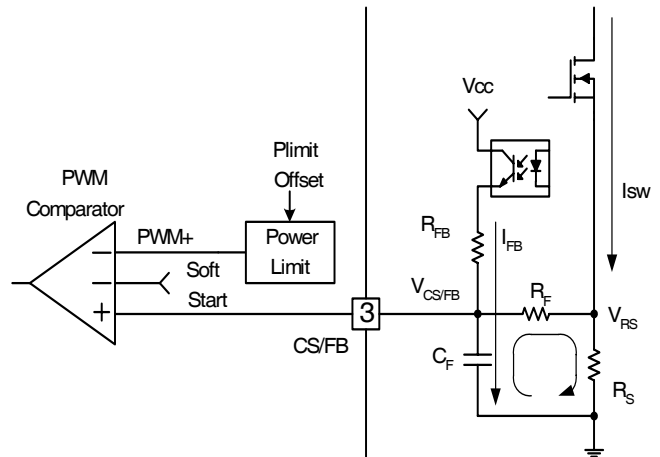 Vcc
Plimit
Offset
PWM
Comparator
Isw
PWM+
Power
Limit
Soft
Start
RFB
IFB
VCS/FB
RF
3
VRS
CS/FB
CF
RS